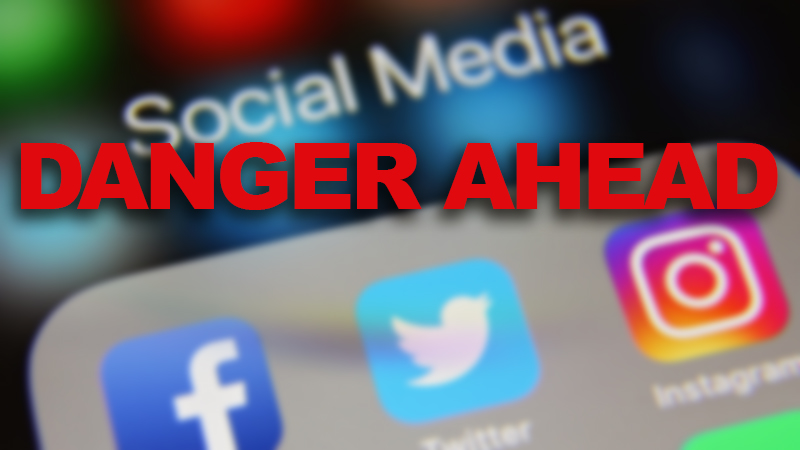 Social Media
DANGER AHEAD
Instagram
Twitter